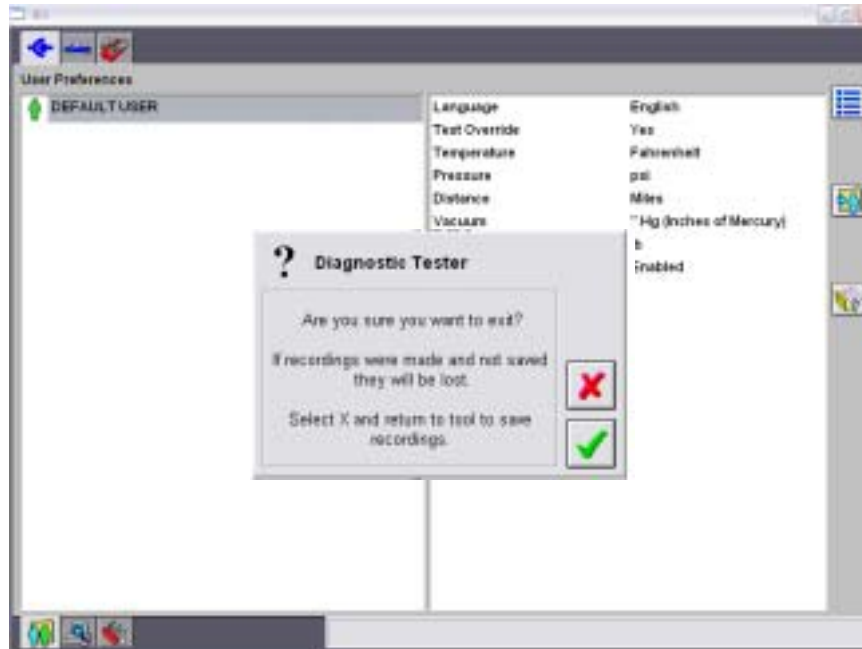 User Preferences
DEFAULT USER
Language English
Test Override Yes
Temperature Fahrenheit
Pressure psi
Distance Miles
Vacuum "Hg (Inches of Mercury)
Enabled
? Diagnostic Tester
Are you sure you want to exit?
If recordings were made and not saved
they will be lost.
Select X and return to tool to save
recordings.